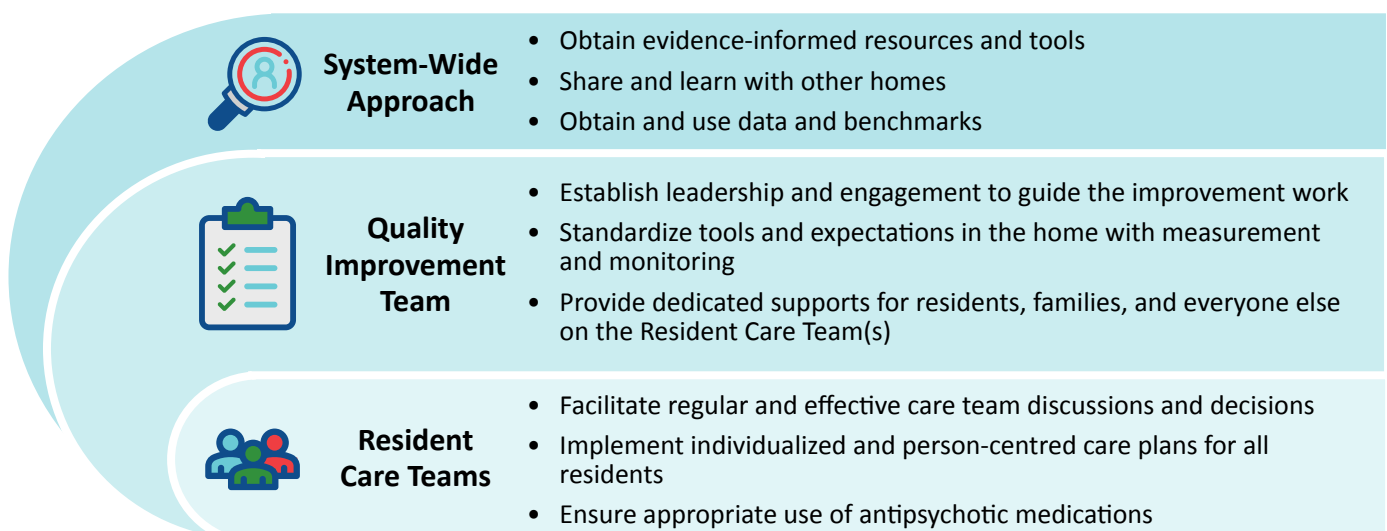 System-Wide
Approach
• Obtain evidence-informed resources and tools
• Share and learn with other homes
• Obtain and use data and benchmarks
Quality
Improvement
Team
• Establish leadership and engagement to guide the improvement work
• Standardize tools and expectations in the home with measurement
and monitoring
• Provide dedicated supports for residents, families, and everyone else
on the Resident Care Team(s)
Resident
Care Teams
• Facilitate regular and effective care team discussions and decisions
• Implement individualized and person-centred care plans for all
residents
• Ensure appropriate use of antipsychotic medications